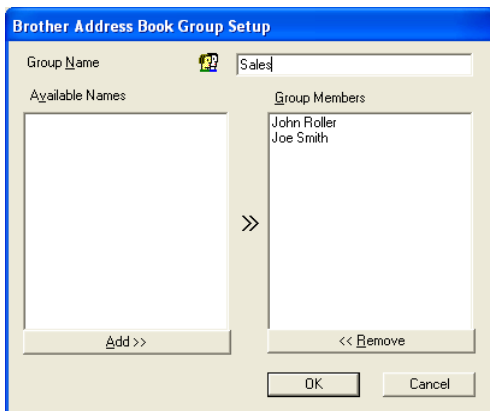 Brother Address Book Group Setup
Group Name
Sales
Available Names
Group Members
John Roller
Joe Smith
Add >>
<< Remove
OK
Cancel